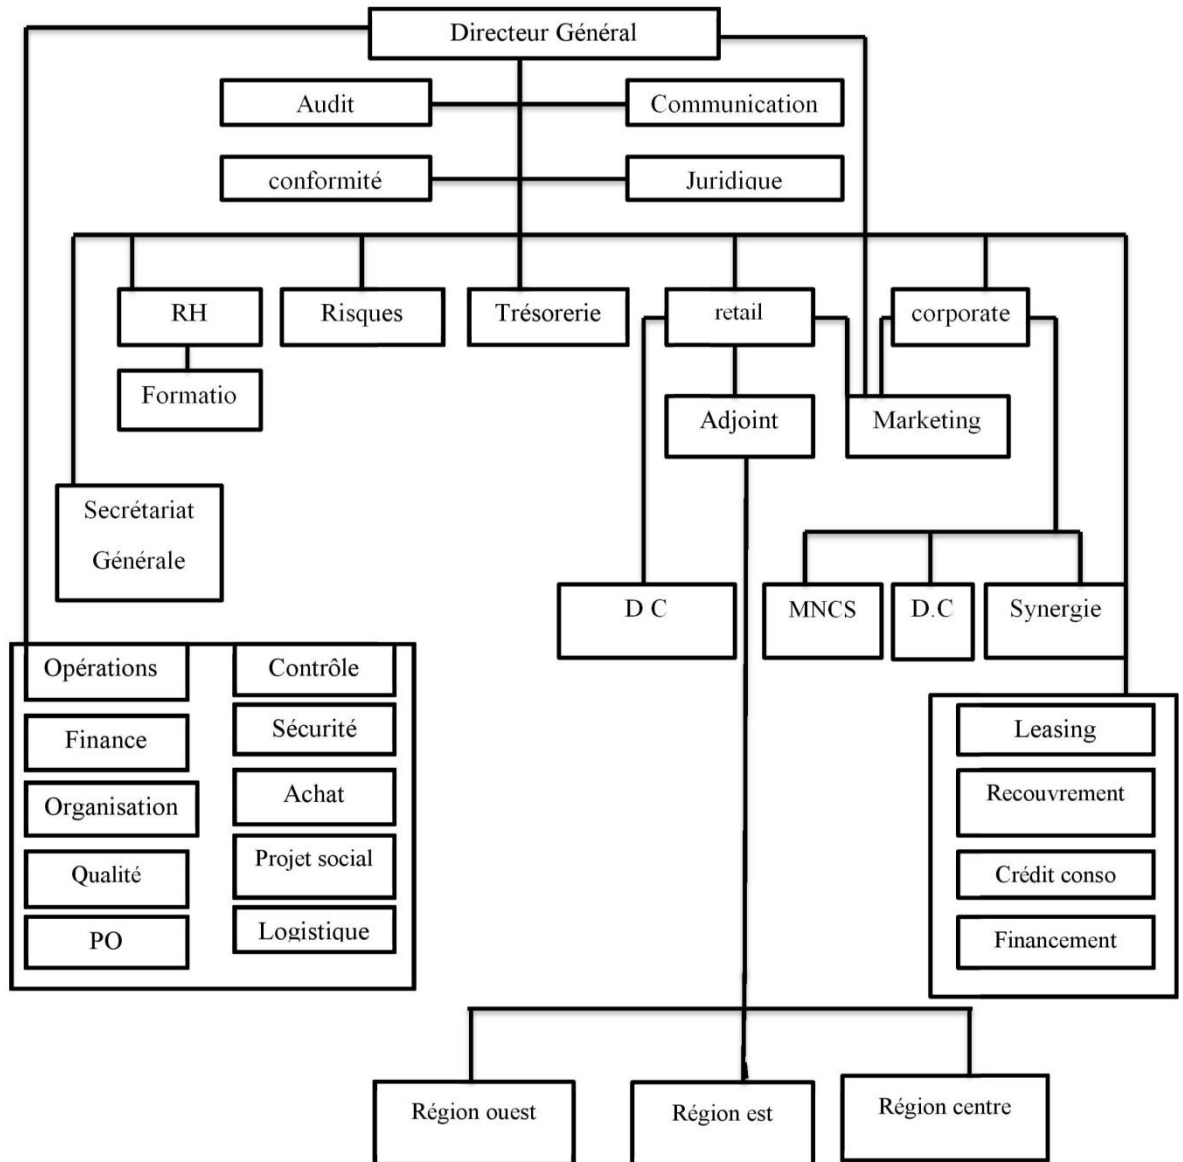 Directeur Général
Audit
Communication
conformité
Juridique
RH
Risques
Trésorerie
retail
corporate
Formatio
Adjoint
Marketing
Secrétariat
Générale
D C
MNCS
D.C
Synergie
Opérations
Contrôle
Finance
Sécurité
Organisation
Achat
Qualité
Projet social
PO
Logistique
Leasing
Recouvrement
Crédit conso
Financement
Région ouest
Région est
Région centre